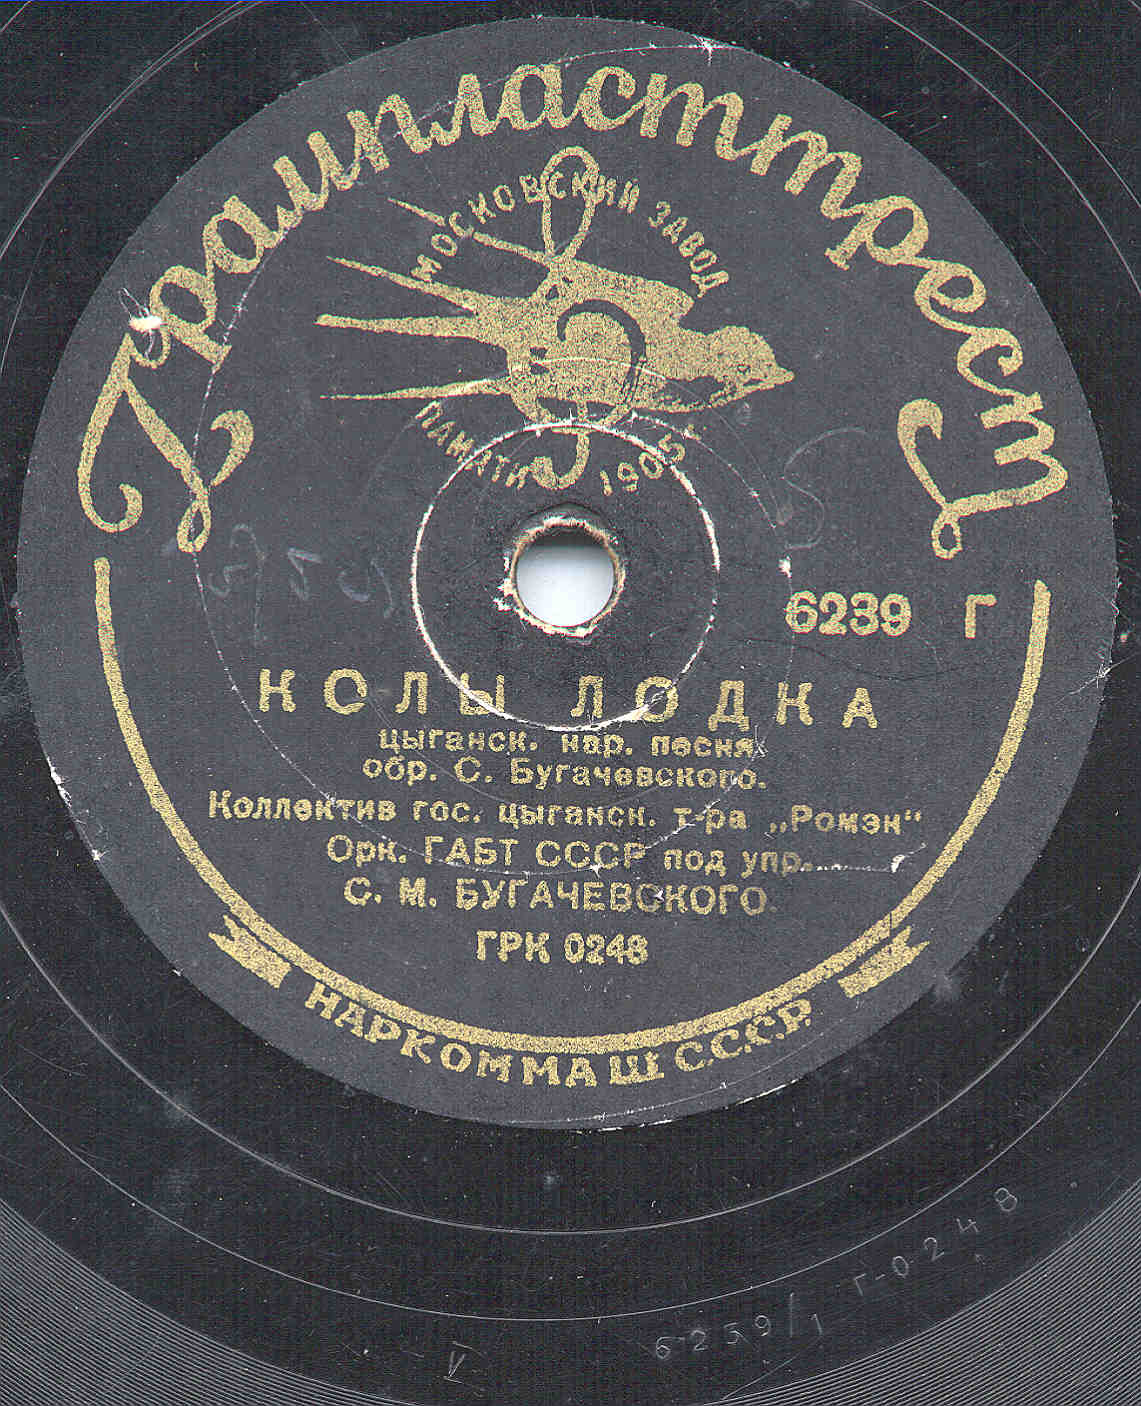 Грампласттрест
МОСКОВСКИЙ ЗАВОД
ПАМЯТИ 1905 г.
6239 Г
КОЛЫ ЛОДКА
цыганск. нар. песня
обр. С. Бугачевского.
Коллектив гос. цыганск. т-ра „Ромэн“
Орк. ГАБТ СССР под упр.
С. М. БУГАЧЕВСКОГО.
ГРК 0248
НАРКОММАШ С.С.С.Р.
6239/1 Г-0248
V